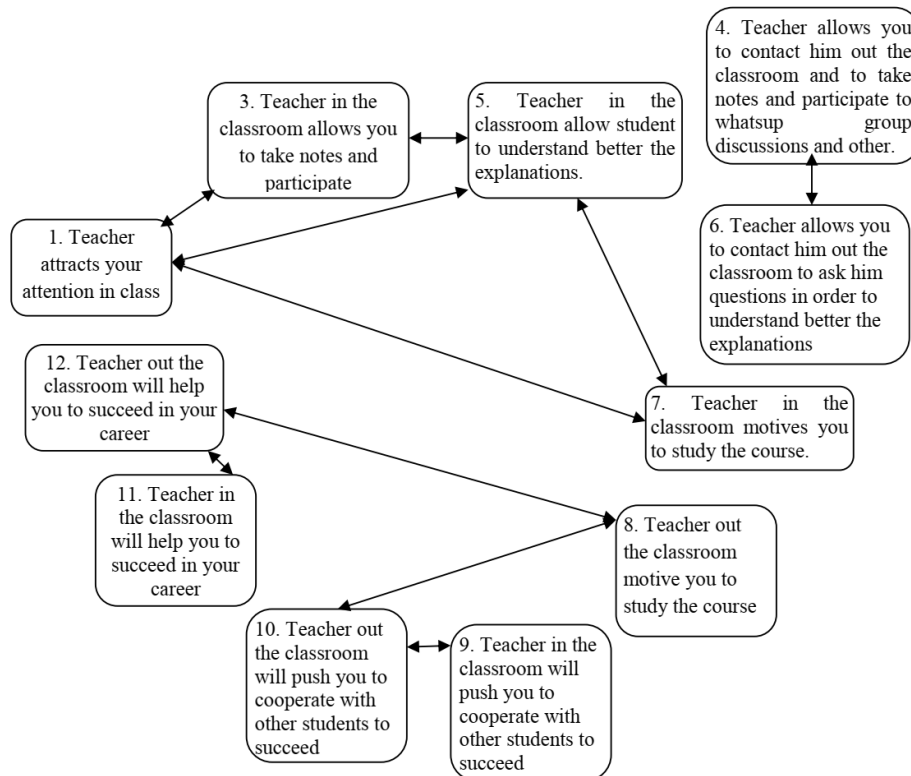 4. Teacher allows you
to contact him out the
classroom and to take
notes and participate to
whatsup group
discussions and other.
3. Teacher in the
classroom allows you
to take notes and
participate
5. Teacher in the
classroom allow student
to understand better the
explanations.
1. Teacher
attracts your
attention in class
6. Teacher allows you
to contact him out the
classroom to ask him
questions in order to
understand better the
explanations
12. Teacher out the
classroom will help
you to succeed in your
career
7. Teacher in the
classroom motives you
to study the course.
11. Teacher in
the classroom
will help you to
succeed in your
career
8. Teacher out
the classroom
motive you to
study the course
10. Teacher out
the classroom
will push you to
cooperate with
other students to
succeed
9. Teacher in the
classroom will
push you to
cooperate with
other students to
succeed